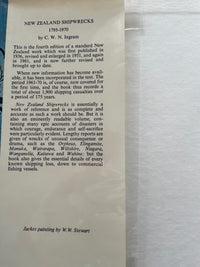 NEW ZEALAND SHIPWRECKS
1795-1970
by C. W. N. Ingram
This is the fourth edition of a standard New
Zealand work which was first published in
1936, revised and enlarged in 1951, and again
in 1961, and is now further revised and
brought up to date.
Where new information has become avail-
able, it has been incorporated in the text. The
period 1961-70 is, of course, now covered for
the first time, and the book thus records a
total of about 1,900 shipping casualties over
a period of 175 years.
New Zealand Shipwrecks is essentially a
work of reference and is as complete and
accurate as such a work should be. But it is
also an eminently readable volume, con-
taining many epic accounts of disasters in
which courage, endurance and self-sacrifice
were particularly evident. Lengthy reports are
given of wrecks of unusual consequence or
drama, such as the Orpheus, Elingamite,
Manaka, Wairarapa, Wiltshire, Niagara,
Wanganella, Kaitawa and Wahine; but the
book also gives the essential details of every
known shipping loss, down to commercial
fishing vessels.
Jacket painting by W.W. Stewart